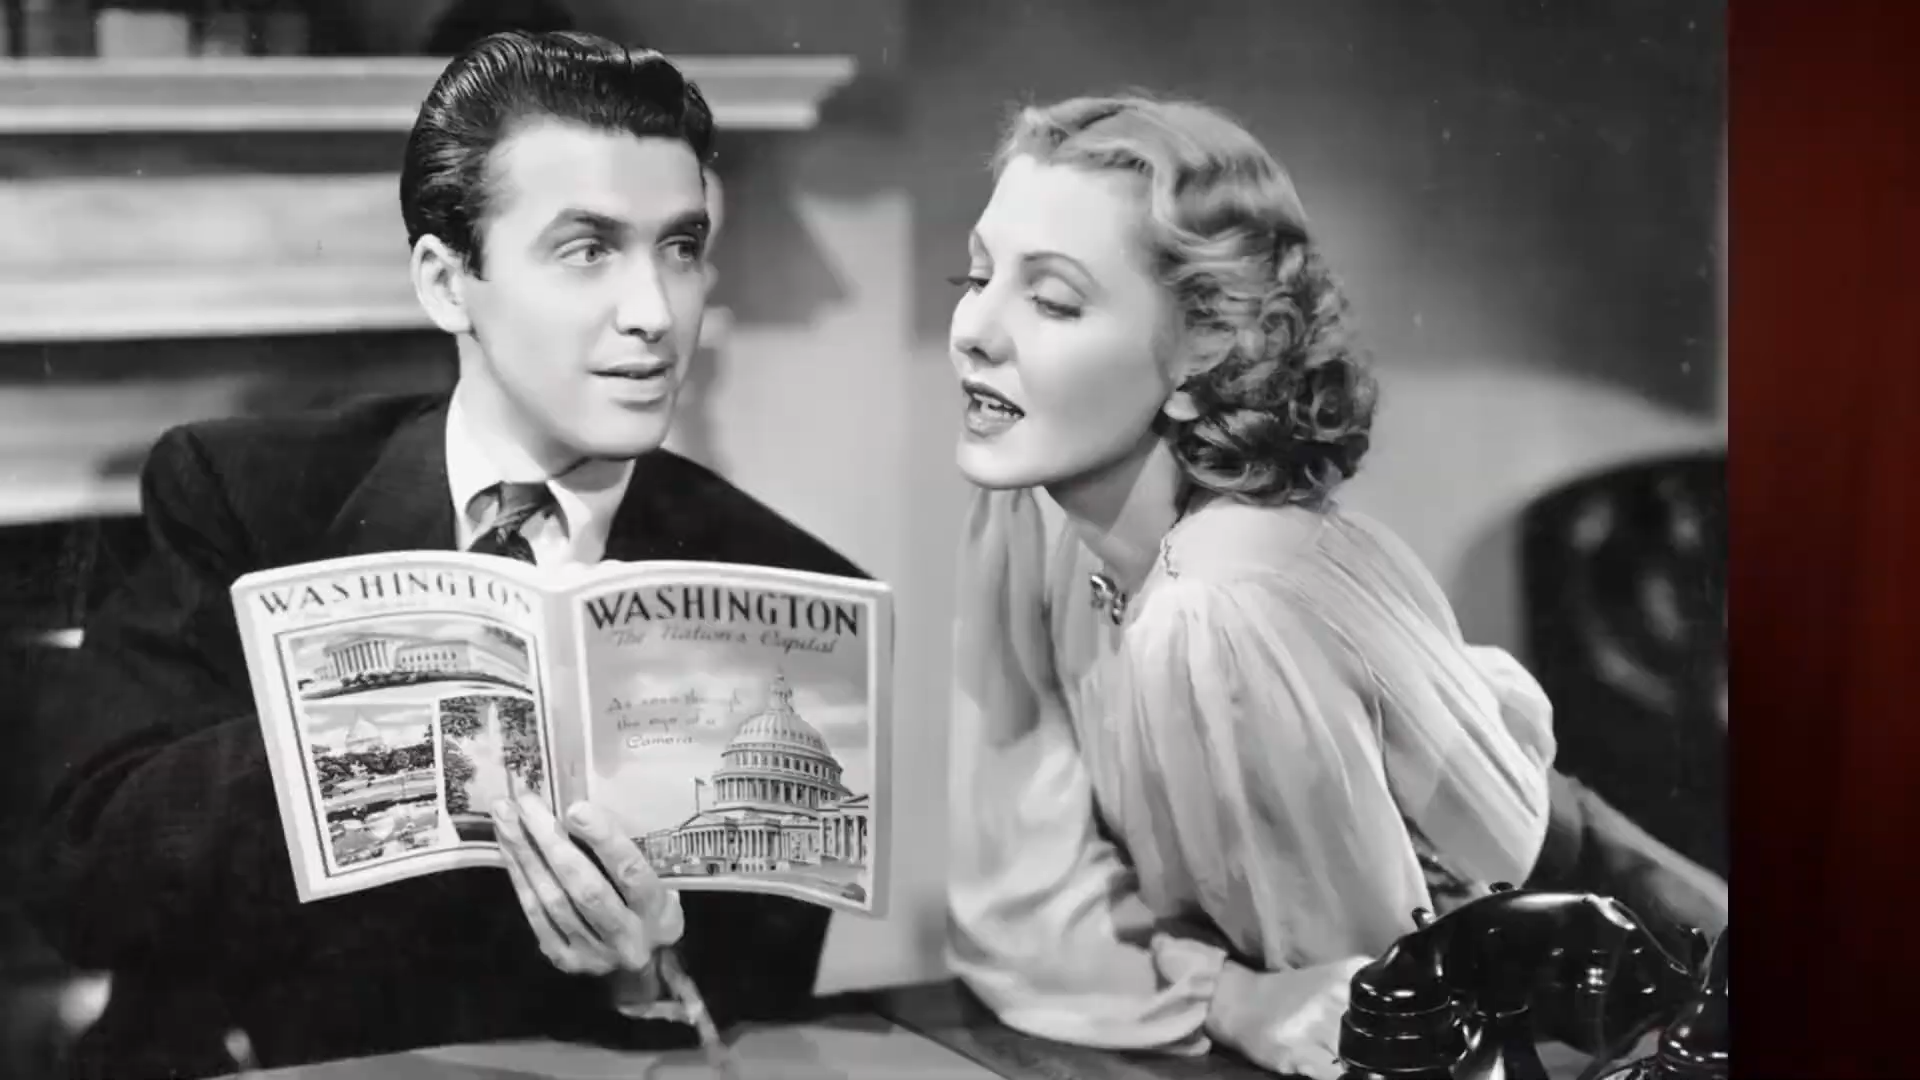 WASHINGTON
WASHINGTON
The Nation's Capital
As seen through
the eye of a
Camera